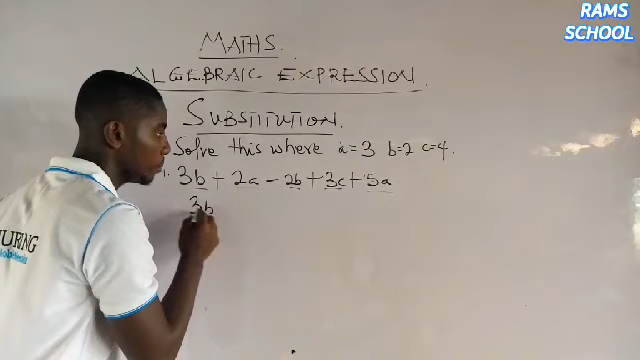 RAMS
SCHOOL
MATHS.
ALGEBRAIC EXPRESSION
SUBSTITUTION.
Solve this where a=3 b=2 c=4.
1. 3b + 2a - 2b + 3c + 5a
3b